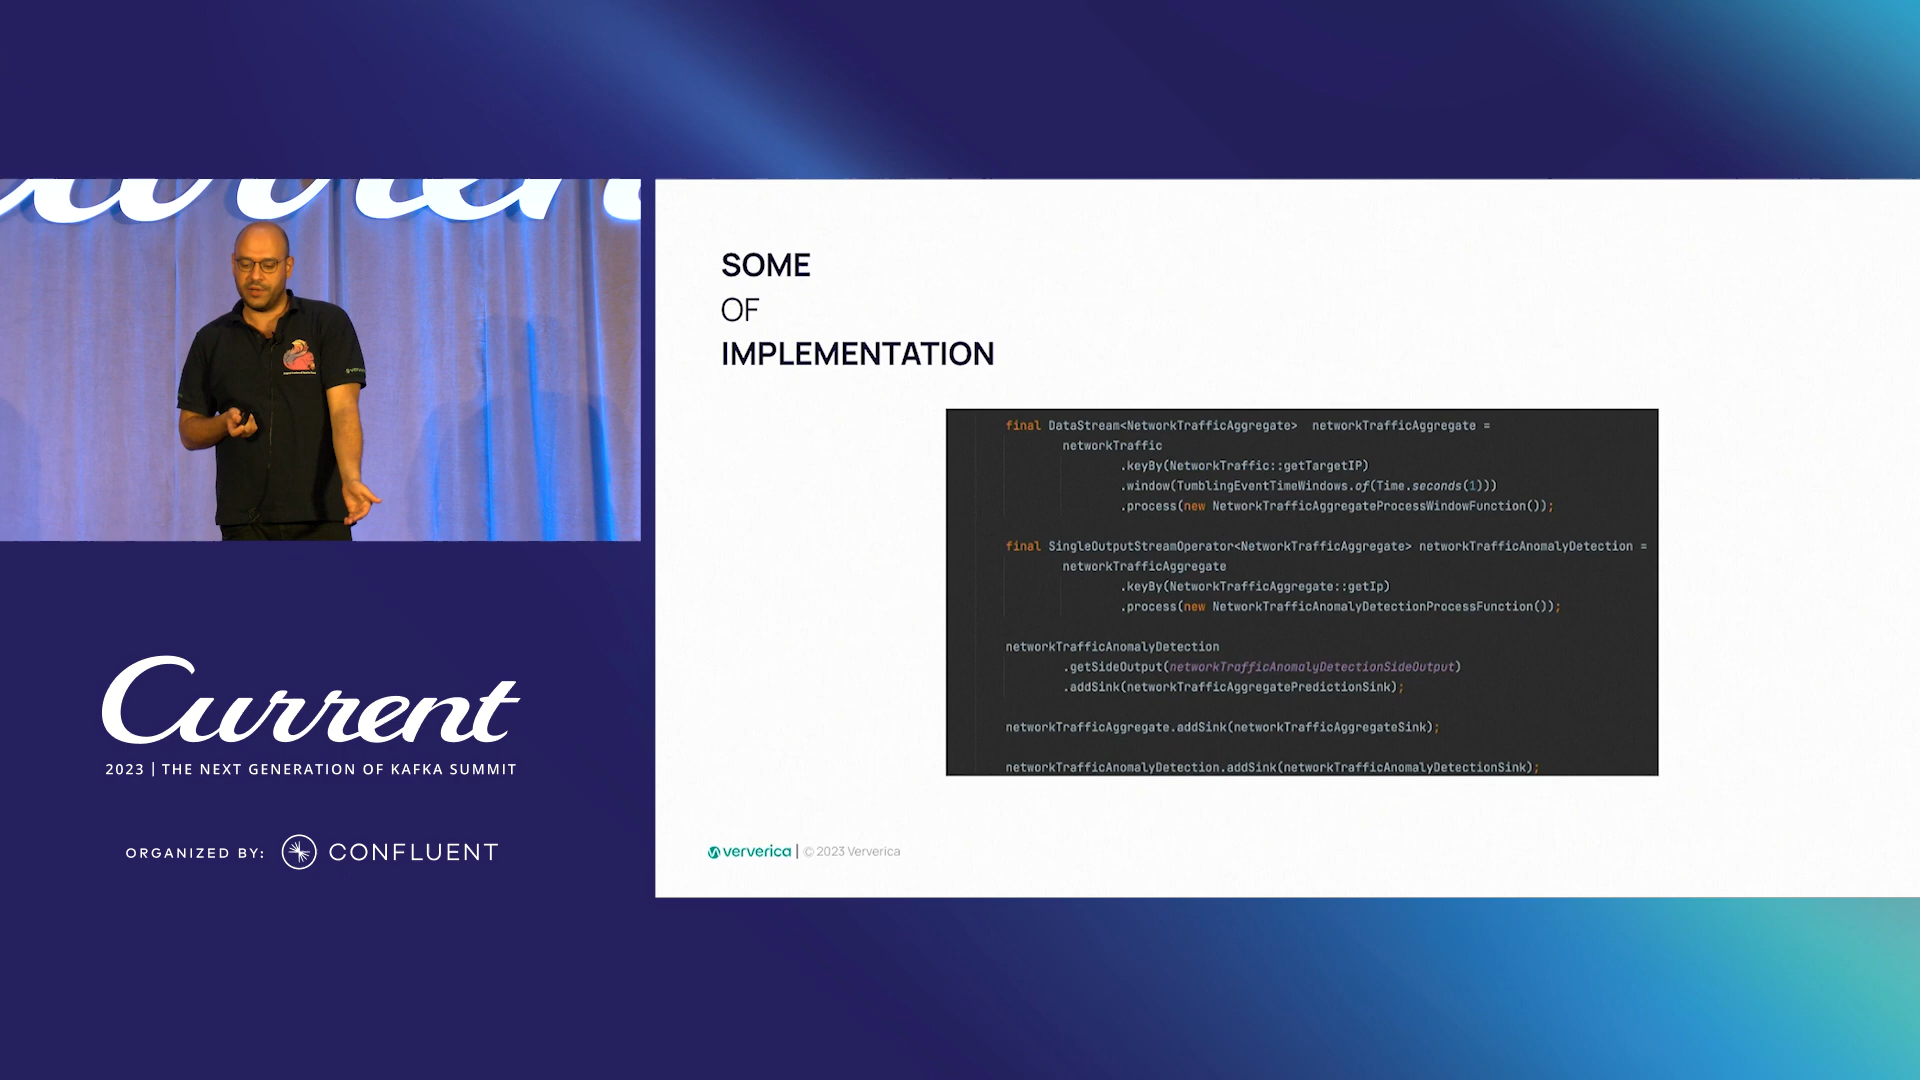 Current
SOME
OF
IMPLEMENTATION
final DataStream<NetworkTrafficAggregate>  networkTrafficAggregate =
networkTraffic
.keyBy(NetworkTraffic::getTargetIP)
.window(TumblingEventTimeWindows.of(Time.seconds(1)))
.process(new NetworkTrafficAggregateProcessWindowFunction());
final SingleOutputStreamOperator<NetworkTrafficAggregate> networkTrafficAnomalyDetection =
networkTrafficAggregate
.keyBy(NetworkTrafficAggregate::getIp)
.process(new NetworkTrafficAnomalyDetectionProcessFunction());
networkTrafficAnomalyDetection
.getSideOutput(networkTrafficAnomalyDetectionSideOutput)
.addSink(networkTrafficAggregatePredictionSink);
networkTrafficAggregate.addSink(networkTrafficAggregateSink);
networkTrafficAnomalyDetection.addSink(networkTrafficAnomalyDetectionSink);
ververica | © 2023 Ververica
Current
2023 | THE NEXT GENERATION OF KAFKA SUMMIT
ORGANIZED BY: CONFLUENT